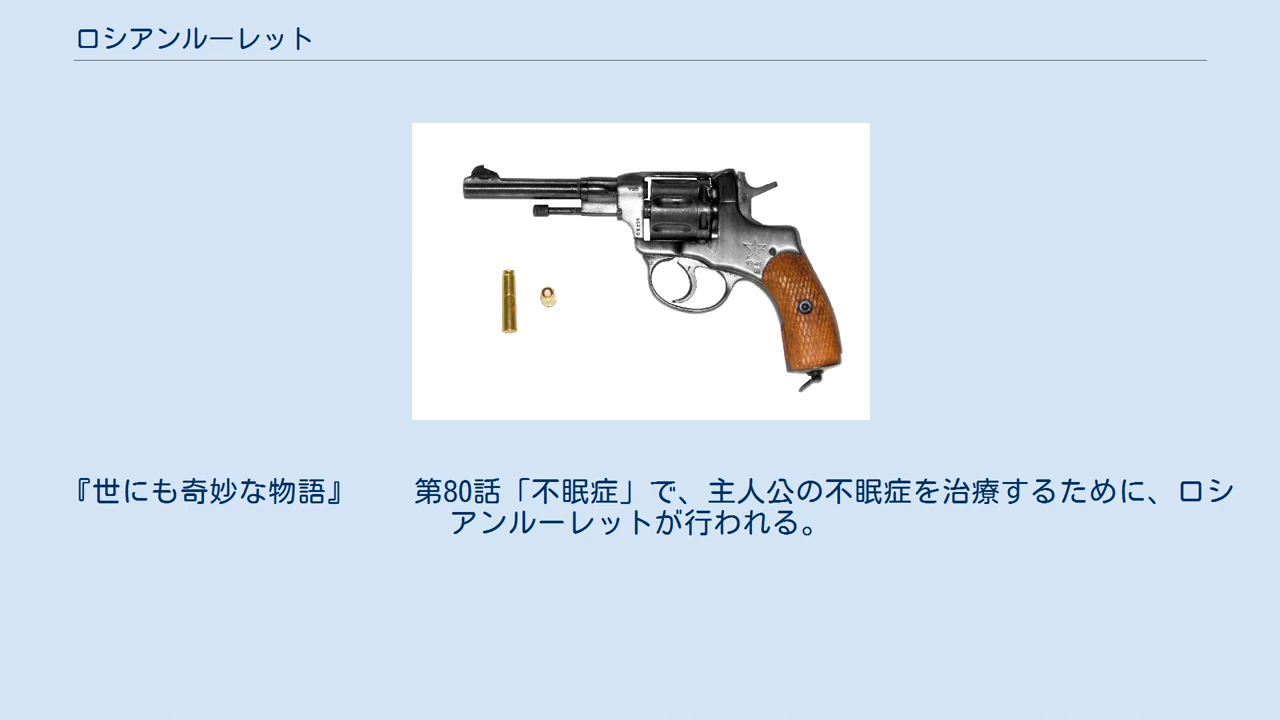 ロシアンルーレット
『世にも奇妙な物語』　第80話「不眠症」で、主人公の不眠症を治療するために、ロシ
アンルーレットが行われる。